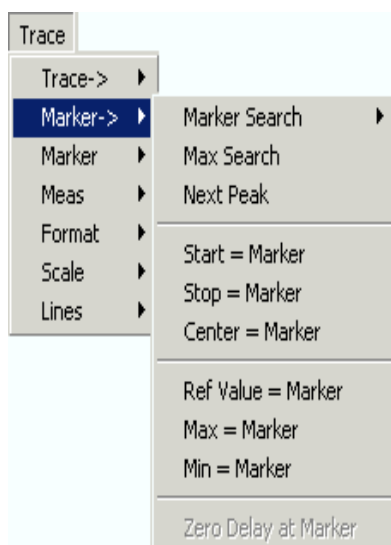 Trace
Trace->
Marker->
Marker
Meas
Format
Scale
Lines
Marker Search
Max Search
Next Peak
Start = Marker
Stop = Marker
Center = Marker
Ref Value = Marker
Max = Marker
Min = Marker
Zero Delay at Marker